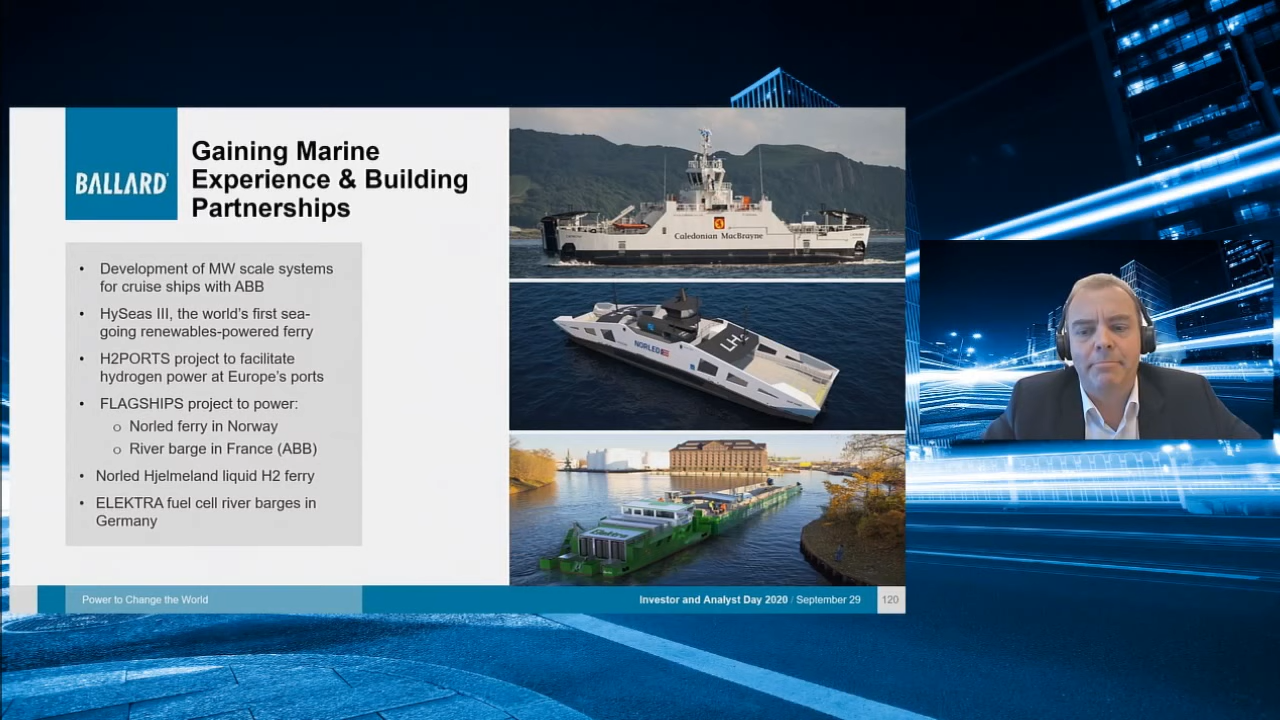 BALLARD
Gaining Marine
Experience & Building
Partnerships
• Development of MW scale systems
for cruise ships with ABB
• HySeas III, the world's first sea-
going renewables-powered ferry
• H2PORTS project to facilitate
hydrogen power at Europe's ports
• FLAGSHIPS project to power:
o Norled ferry in Norway
o River barge in France (ABB)
• Norled Hjelmeland liquid H2 ferry
• ELEKTRA fuel cell river barges in
Germany
Caledonian MacBrayne
NORLED
LH2
Elektra
Power to Change the World
Investor and Analyst Day 2020 / September 29
120